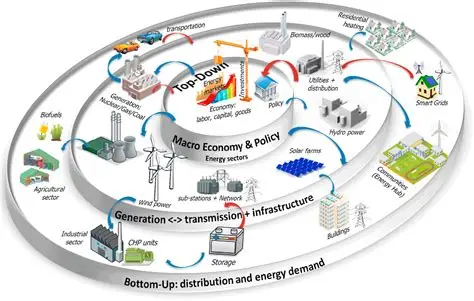 transportation
Biomass/wood
Residential
heating
Top-Down
Energy
market
Investments
Utilities +
distribution
Smart Grids
Generation:
Nuclear/Gas/Coal
Economy:
labor, capital, goods
Policy
Biofuels
Macro Economy & Policy
Energy sectors
Hydro power
Agricultural
sector
Solar farms
Communities
(Energy Hub)
Wind power
sub-stations + Network
Generation <-> transmission + infrastructure
Industrial
sector
CHP units
Storage
Buildings
Bottom-Up: distribution and energy demand